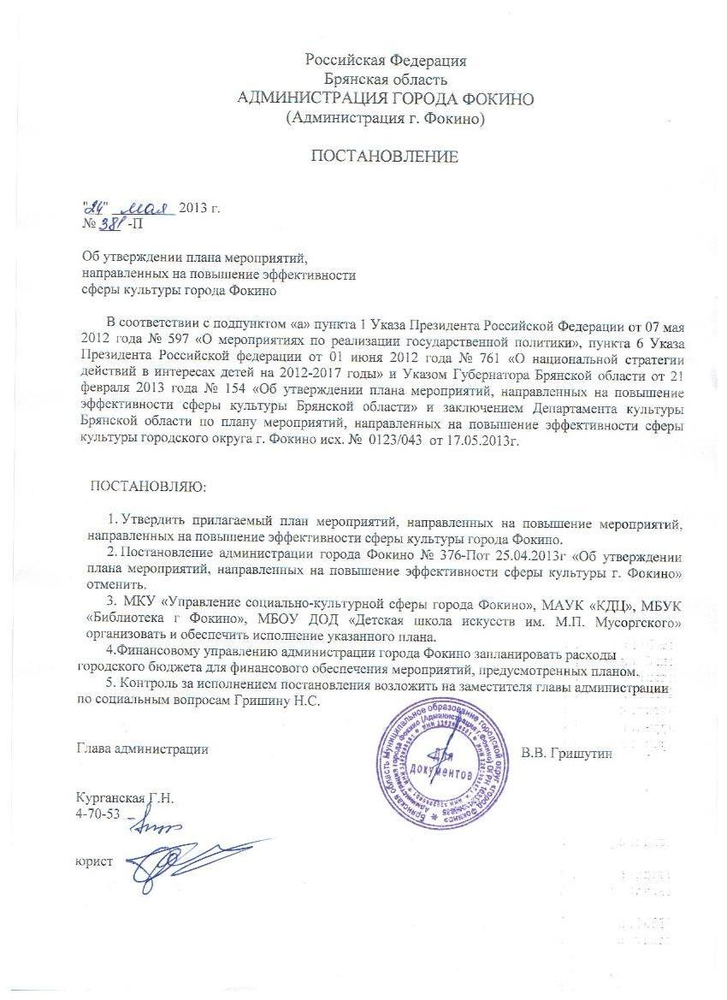 Российская Федерация
Брянская область
АДМИНИСТРАЦИЯ ГОРОДА ФОКИНО
(Администрация г. Фокино)
ПОСТАНОВЛЕНИЕ
"24" мая 2013 г.
№ 381 -П
Об утверждении плана мероприятий,
направленных на повышение эффективности
сферы культуры города Фокино
В соответствии с подпунктом «а» пункта 1 Указа Президента Российской Федерации от 07 мая
2012 года № 597 «О мероприятиях по реализации государственной политики», пункта 6 Указа
Президента Российской федерации от 01 июня 2012 года № 761 «О национальной стратегии
действий в интересах детей на 2012-2017 годы» и Указом Губернатора Брянской области от 21
февраля 2013 года № 154 «Об утверждении плана мероприятий, направленных на повышение
эффективности сферы культуры Брянской области» и заключением Департамента культуры
Брянской области по плану мероприятий, направленных на повышение эффективности сферы
культуры городского округа г. Фокино исх. № 0123/043 от 17.05.2013г.
ПОСТАНОВЛЯЮ:
1. Утвердить прилагаемый план мероприятий, направленных на повышение мероприятий,
направленных на повышение эффективности сферы культуры города Фокино.
2. Постановление администрации города Фокино № 376-Пот 25.04.2013г «Об утверждении
плана мероприятий, направленных на повышение эффективности сферы культуры г. Фокино»
отменить.
3. МКУ «Управление социально-культурной сферы города Фокино», МАУК «КДЦ», МБУК
«Библиотека г Фокино», МБОУ ДОД «Детская школа искусств им. М.П. Мусоргского»
организовать и обеспечить исполнение указанного плана.
4.Финансовому управлению администрации города Фокино запланировать расходы
городского бюджета для финансового обеспечения мероприятий, предусмотренных планом.
5. Контроль за исполнением постановления возложить на заместителя главы администрации
по социальным вопросам Гришину Н.С.
Глава администрации В.В. Гришутин
Брянская область Муниципальное образование городской округ «город Фокино»
Администрация города Фокино (Администрация г Фокино) ОГРН
Для
документов
Курганская Г.Н.
4-70-53
юрист